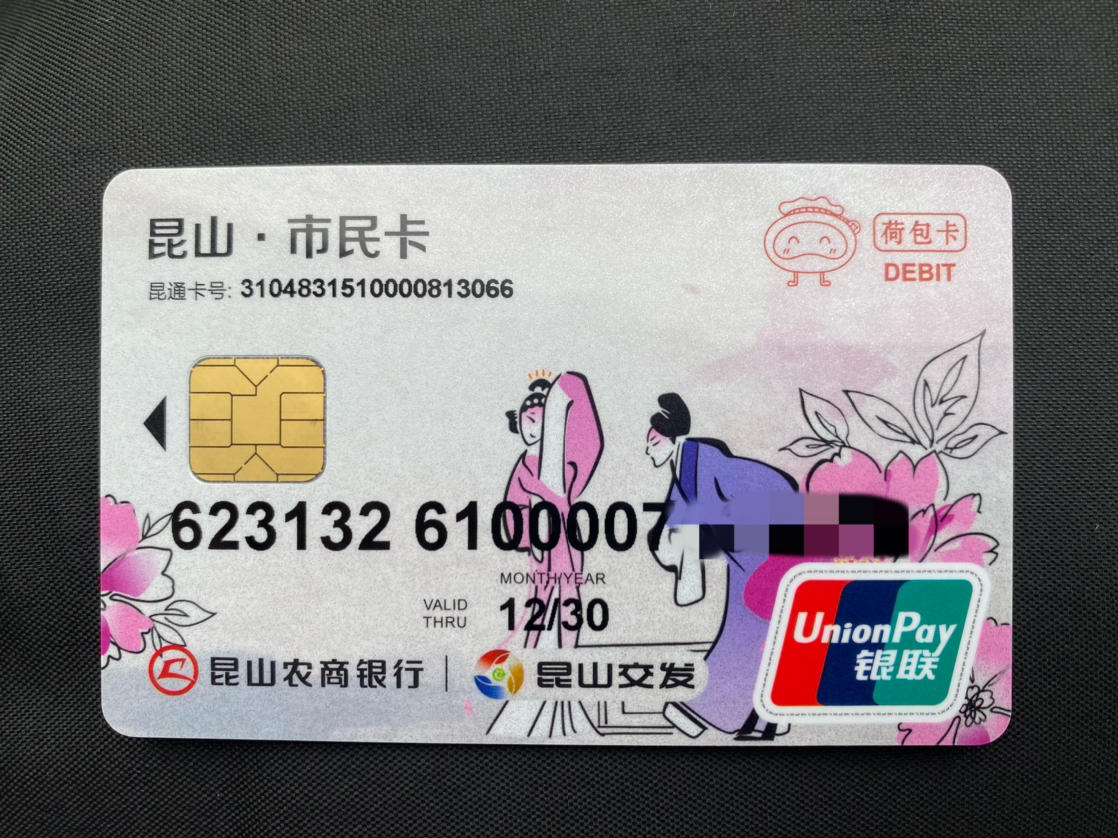 昆山·市民卡
荷包卡
DEBIT
昆通卡号: 3104831510000813066
623132 6100007
MONTH/YEAR
VALID THRU 12/30
昆山农商银行 | 昆山交发
UnionPay
银联